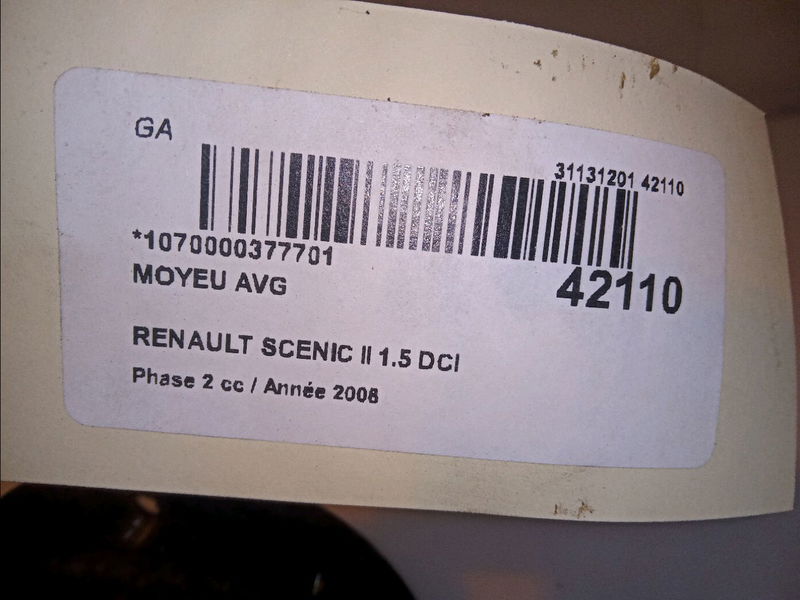 GA
31131201 42110
*1070000377701
42110
MOYEU AVG
RENAULT SCENIC II 1.5 DCI
Phase 2 cc / Année 2008